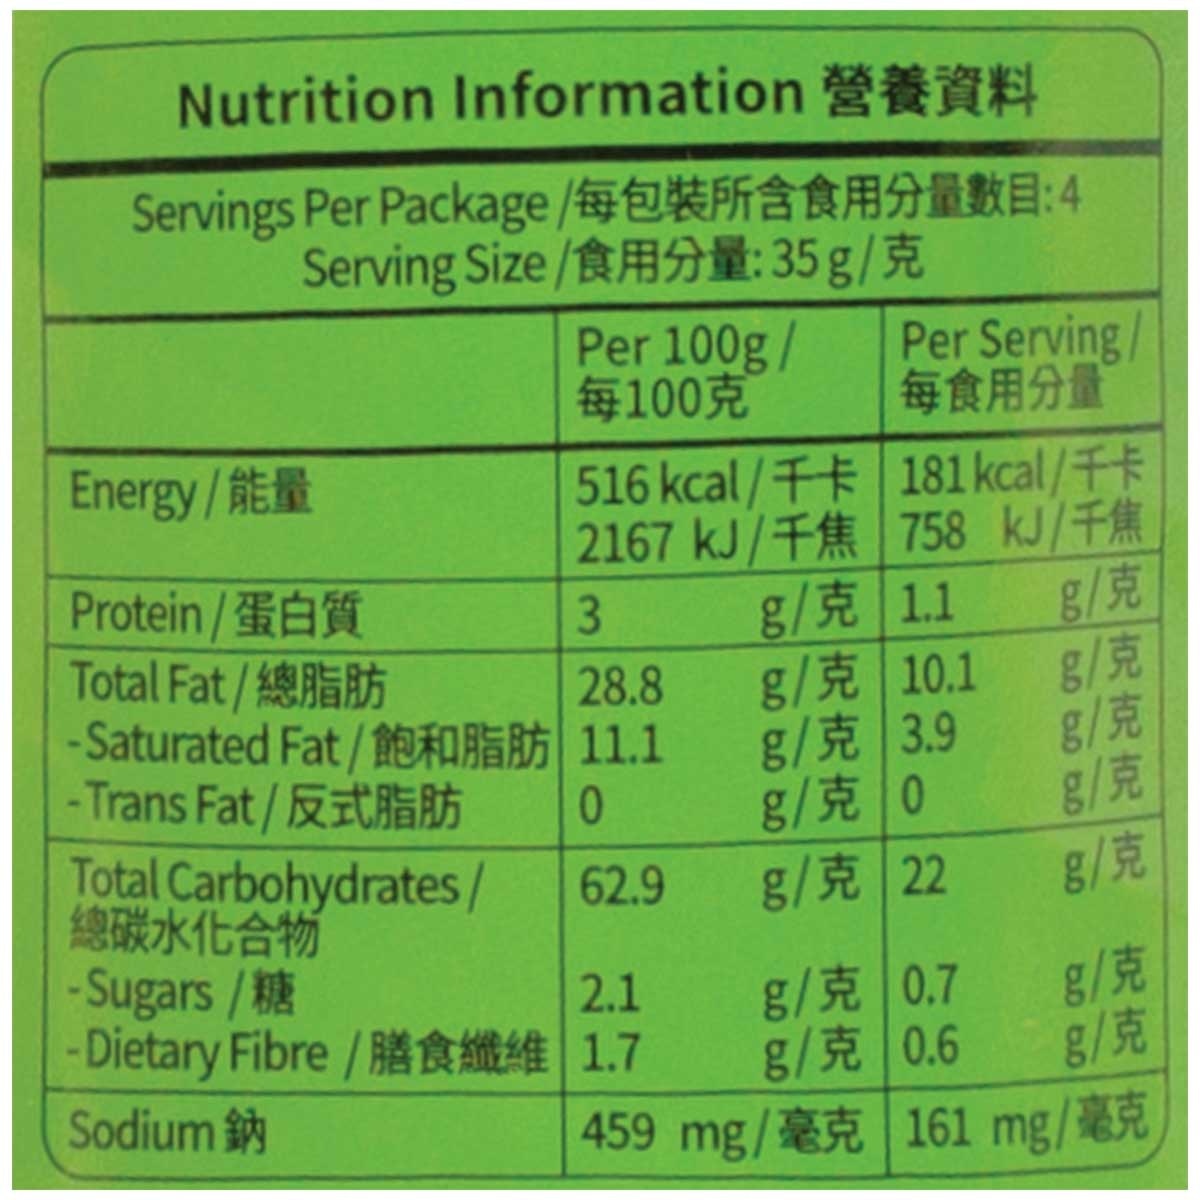 Nutrition Information 營養資料
Servings Per Package /每包裝所含食用分量數目: 4
Serving Size /食用分量: 35 g / 克
Per 100g / Per Serving /
每100克 每食用分量
Energy / 能量 516 kcal / 千卡 181 kcal / 千卡
2167 kJ / 千焦 758 kJ / 千焦
Protein / 蛋白質 3 g / 克 1.1 g / 克
Total Fat / 總脂肪 28.8 g / 克 10.1 g / 克
- Saturated Fat / 飽和脂肪 11.1 g / 克 3.9 g / 克
- Trans Fat / 反式脂肪 0 g / 克 0 g / 克
Total Carbohydrates / 62.9 g / 克 22 g / 克
總碳水化合物
- Sugars / 糖 2.1 g / 克 0.7 g / 克
- Dietary Fibre / 膳食纖維 1.7 g / 克 0.6 g / 克
Sodium 鈉 459 mg / 毫克 161 mg / 毫克